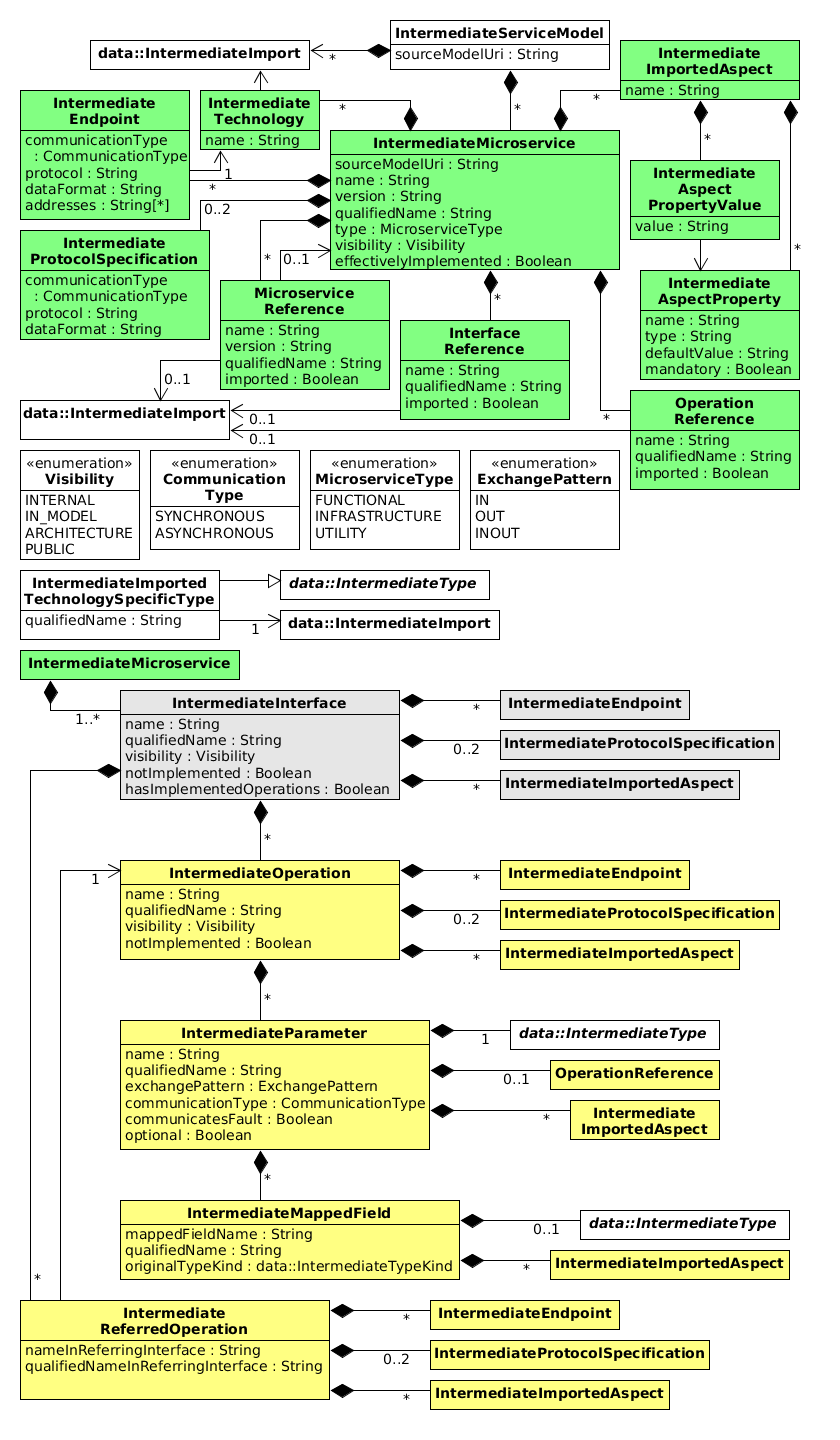 IntermediateServiceModel
sourceModelUri : String
data::IntermediateImport
*
*
Intermediate
ImportedAspect
name : String
*
*
*
Intermediate
Endpoint
communicationType
: CommunicationType
protocol : String
dataFormat : String
addresses : String[*]
Intermediate
Technology
name : String
*
1
*
0..2
IntermediateMicroservice
sourceModelUri : String
name : String
version : String
qualifiedName : String
type : MicroserviceType
visibility : Visibility
effectivelyImplemented : Boolean
Intermediate
Aspect
PropertyValue
value : String
Intermediate
ProtocolSpecification
communicationType
: CommunicationType
protocol : String
dataFormat : String
*
0..1
*
Microservice
Reference
name : String
version : String
qualifiedName : String
imported : Boolean
Intermediate
AspectProperty
name : String
type : String
defaultValue : String
mandatory : Boolean
Interface
Reference
name : String
qualifiedName : String
imported : Boolean
0..1
data::IntermediateImport
0..1
0..1
*
Operation
Reference
name : String
qualifiedName : String
imported : Boolean
«enumeration»
Visibility
INTERNAL
IN_MODEL
ARCHITECTURE
PUBLIC
«enumeration»
Communication
Type
SYNCHRONOUS
ASYNCHRONOUS
«enumeration»
MicroserviceType
FUNCTIONAL
INFRASTRUCTURE
UTILITY
«enumeration»
ExchangePattern
IN
OUT
INOUT
IntermediateImported
TechnologySpecificType
qualifiedName : String
data::IntermediateType
1
data::IntermediateImport
IntermediateMicroservice
1..*
IntermediateInterface
name : String
qualifiedName : String
visibility : Visibility
notImplemented : Boolean
hasImplementedOperations : Boolean
*
IntermediateEndpoint
0..2
IntermediateProtocolSpecification
*
IntermediateImportedAspect
*
1
IntermediateOperation
name : String
qualifiedName : String
visibility : Visibility
notImplemented : Boolean
*
IntermediateEndpoint
0..2
IntermediateProtocolSpecification
*
IntermediateImportedAspect
*
IntermediateParameter
name : String
qualifiedName : String
exchangePattern : ExchangePattern
communicationType : CommunicationType
communicatesFault : Boolean
optional : Boolean
1
data::IntermediateType
0..1
OperationReference
*
Intermediate
ImportedAspect
*
IntermediateMappedField
mappedFieldName : String
qualifiedName : String
originalTypeKind : data::IntermediateTypeKind
0..1
data::IntermediateType
*
IntermediateImportedAspect
*
Intermediate
ReferredOperation
nameInReferringInterface : String
qualifiedNameInReferringInterface : String
*
IntermediateEndpoint
0..2
IntermediateProtocolSpecification
*
IntermediateImportedAspect